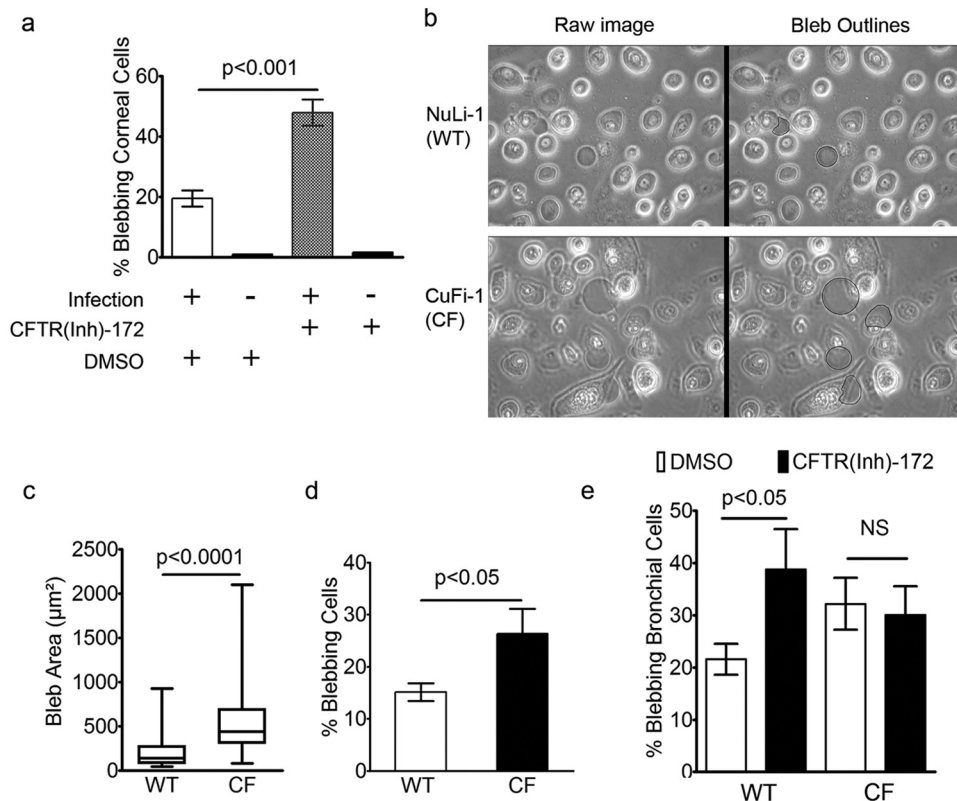 a
p<0.001
% Blebbing Corneal Cells
60
40
20
0
Infection + - + -
CFTR(Inh)-172 + +
DMSO + +
b
Raw image Bleb Outlines
NuLi-1
(WT)
CuFi-1
(CF)
c
p<0.0001
Bleb Area (µm²)
2500
2000
1500
1000
500
0
WT CF
d
p<0.05
% Blebbing Cells
40
30
20
10
0
WT CF
DMSO CFTR(Inh)-172
e
p<0.05
NS
% Blebbing Bronchial Cells
50
40
30
20
10
0
WT CF